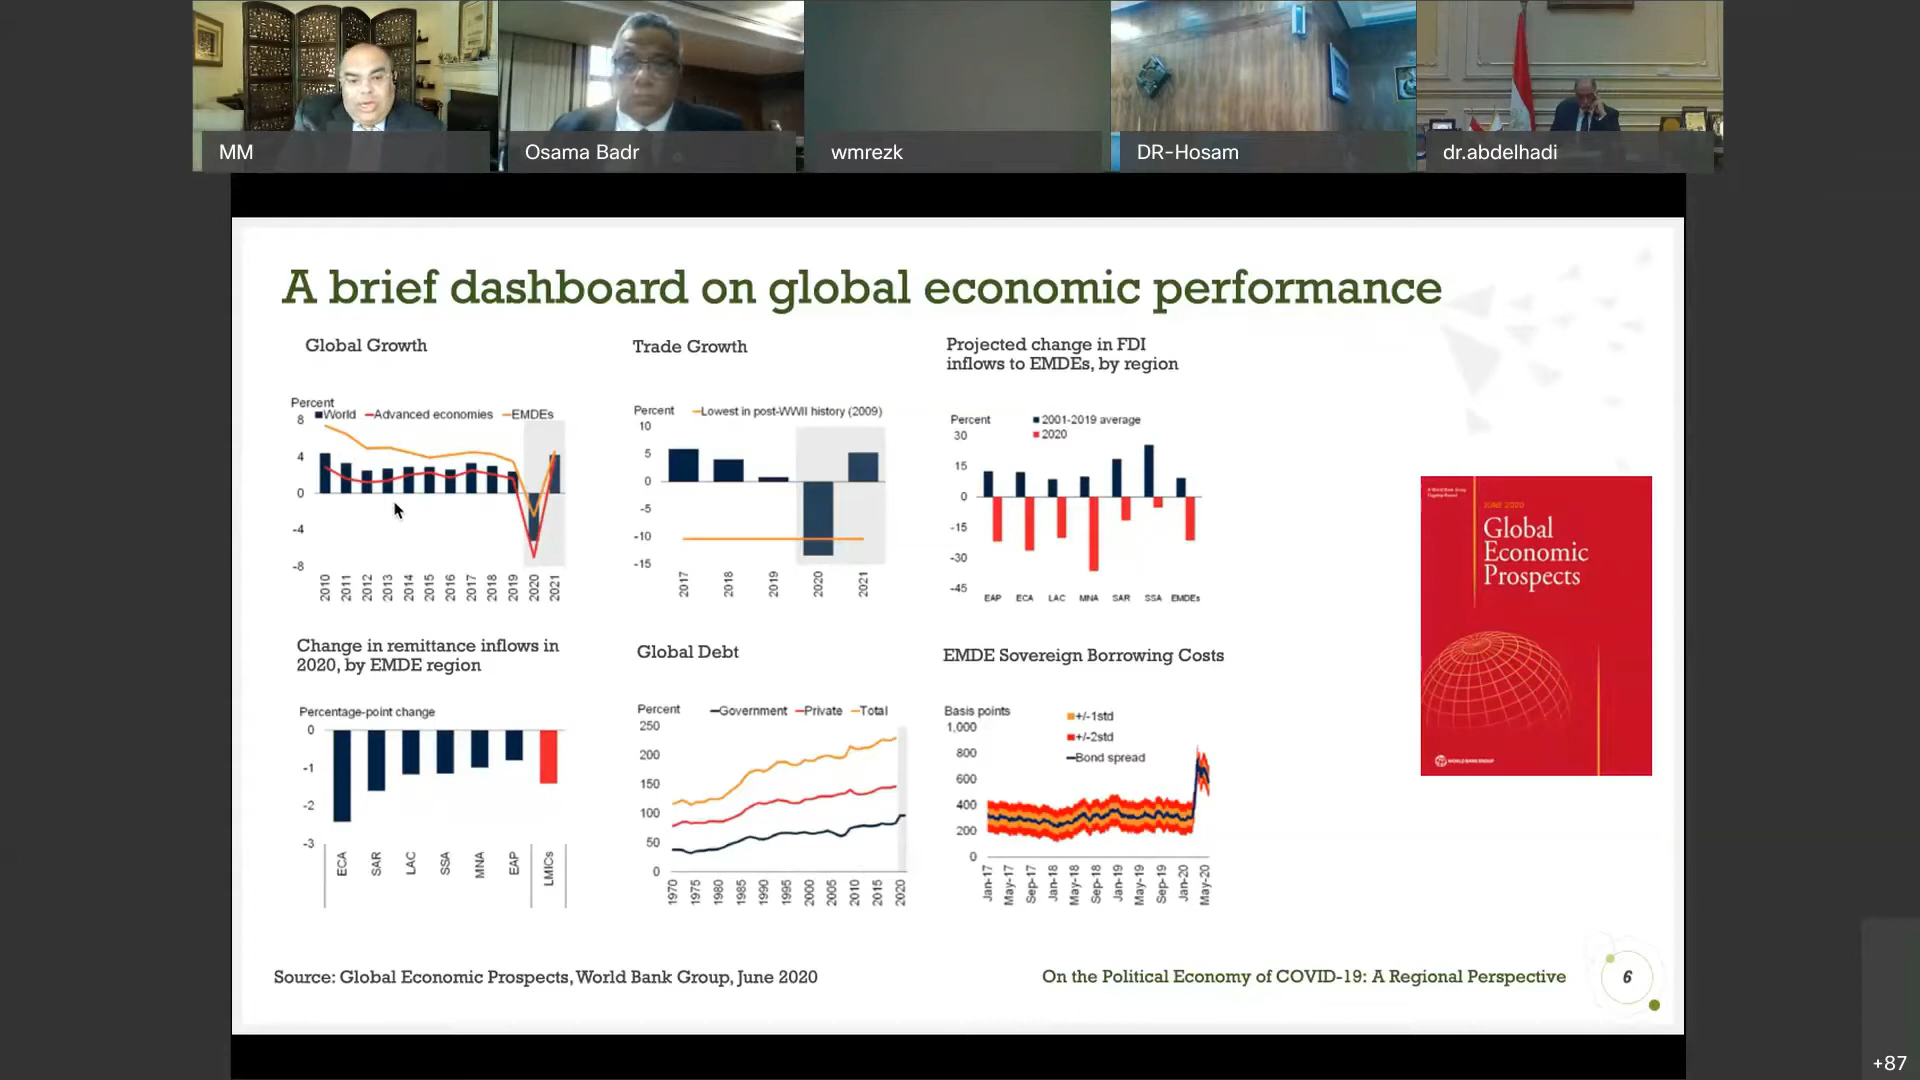 MM
Osama Badr
wmrezk
DR-Hosam
dr.abdelhadi
A brief dashboard on global economic performance
Global Growth
Percent
World Advanced economies EMDEs
8
4
0
-4
-8
2010 2011 2012 2013 2014 2015 2016 2017 2018 2019 2020 2021
Trade Growth
Percent Lowest in post-WWII history (2009)
10
5
0
-5
-10
-15
2017 2018 2019 2020 2021
Projected change in FDI
inflows to EMDEs, by region
Percent 2001-2019 average
2020
30
15
0
-15
-30
-45
EAP ECA LAC MNA SAR SSA EMDEs
JUNE 2020
Global
Economic
Prospects
WORLD BANK GROUP
Change in remittance inflows in
2020, by EMDE region
Percentage-point change
0
-1
-2
-3
ECA SAR LAC SSA MNA EAP LMICs
Global Debt
Percent Government Private Total
250
200
150
100
50
0
1970 1975 1980 1985 1990 1995 2000 2005 2010 2015 2020
EMDE Sovereign Borrowing Costs
Basis points
+/-1std
+/-2std
Bond spread
1,000
800
600
400
200
0
Jan-17 May-17 Sep-17 Jan-18 May-18 Sep-18 Jan-19 May-19 Sep-19 Jan-20 May-20
Source: Global Economic Prospects, World Bank Group, June 2020
On the Political Economy of COVID-19: A Regional Perspective
6
+87